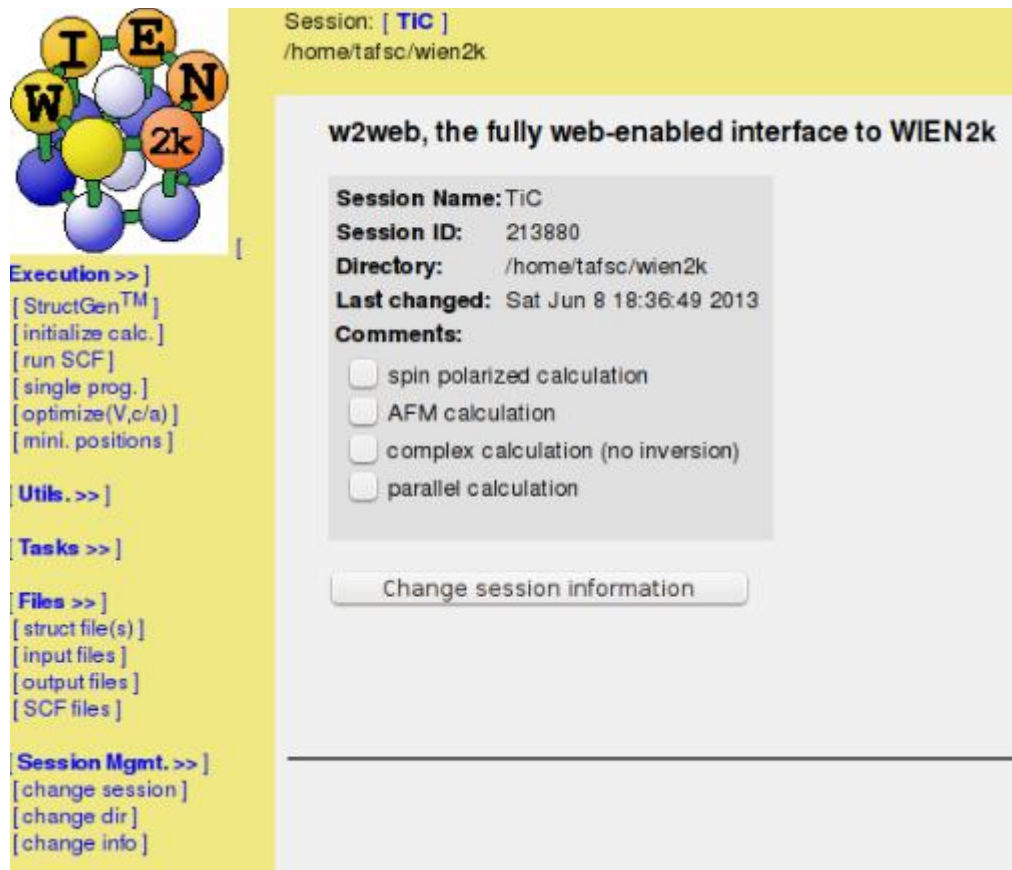 W I E N
2k
[
Execution >> ]
[ StructGen™ ]
[ initialize calc. ]
[ run SCF ]
[ single prog. ]
[ optimize(V,c/a) ]
[ mini. positions ]
[ Utils. >> ]
[ Tasks >> ]
[ Files >> ]
[ struct file(s) ]
[ input files ]
[ output files ]
[ SCF files ]
[ Session Mgmt. >> ]
[ change session ]
[ change dir ]
[ change info ]
Session: [ TiC ]
/home/tafsc/wien2k
w2web, the fully web-enabled interface to WIEN2k
Session Name: TiC
Session ID: 213880
Directory: /home/tafsc/wien2k
Last changed: Sat Jun 8 18:36:49 2013
Comments:
spin polarized calculation
AFM calculation
complex calculation (no inversion)
parallel calculation
Change session information